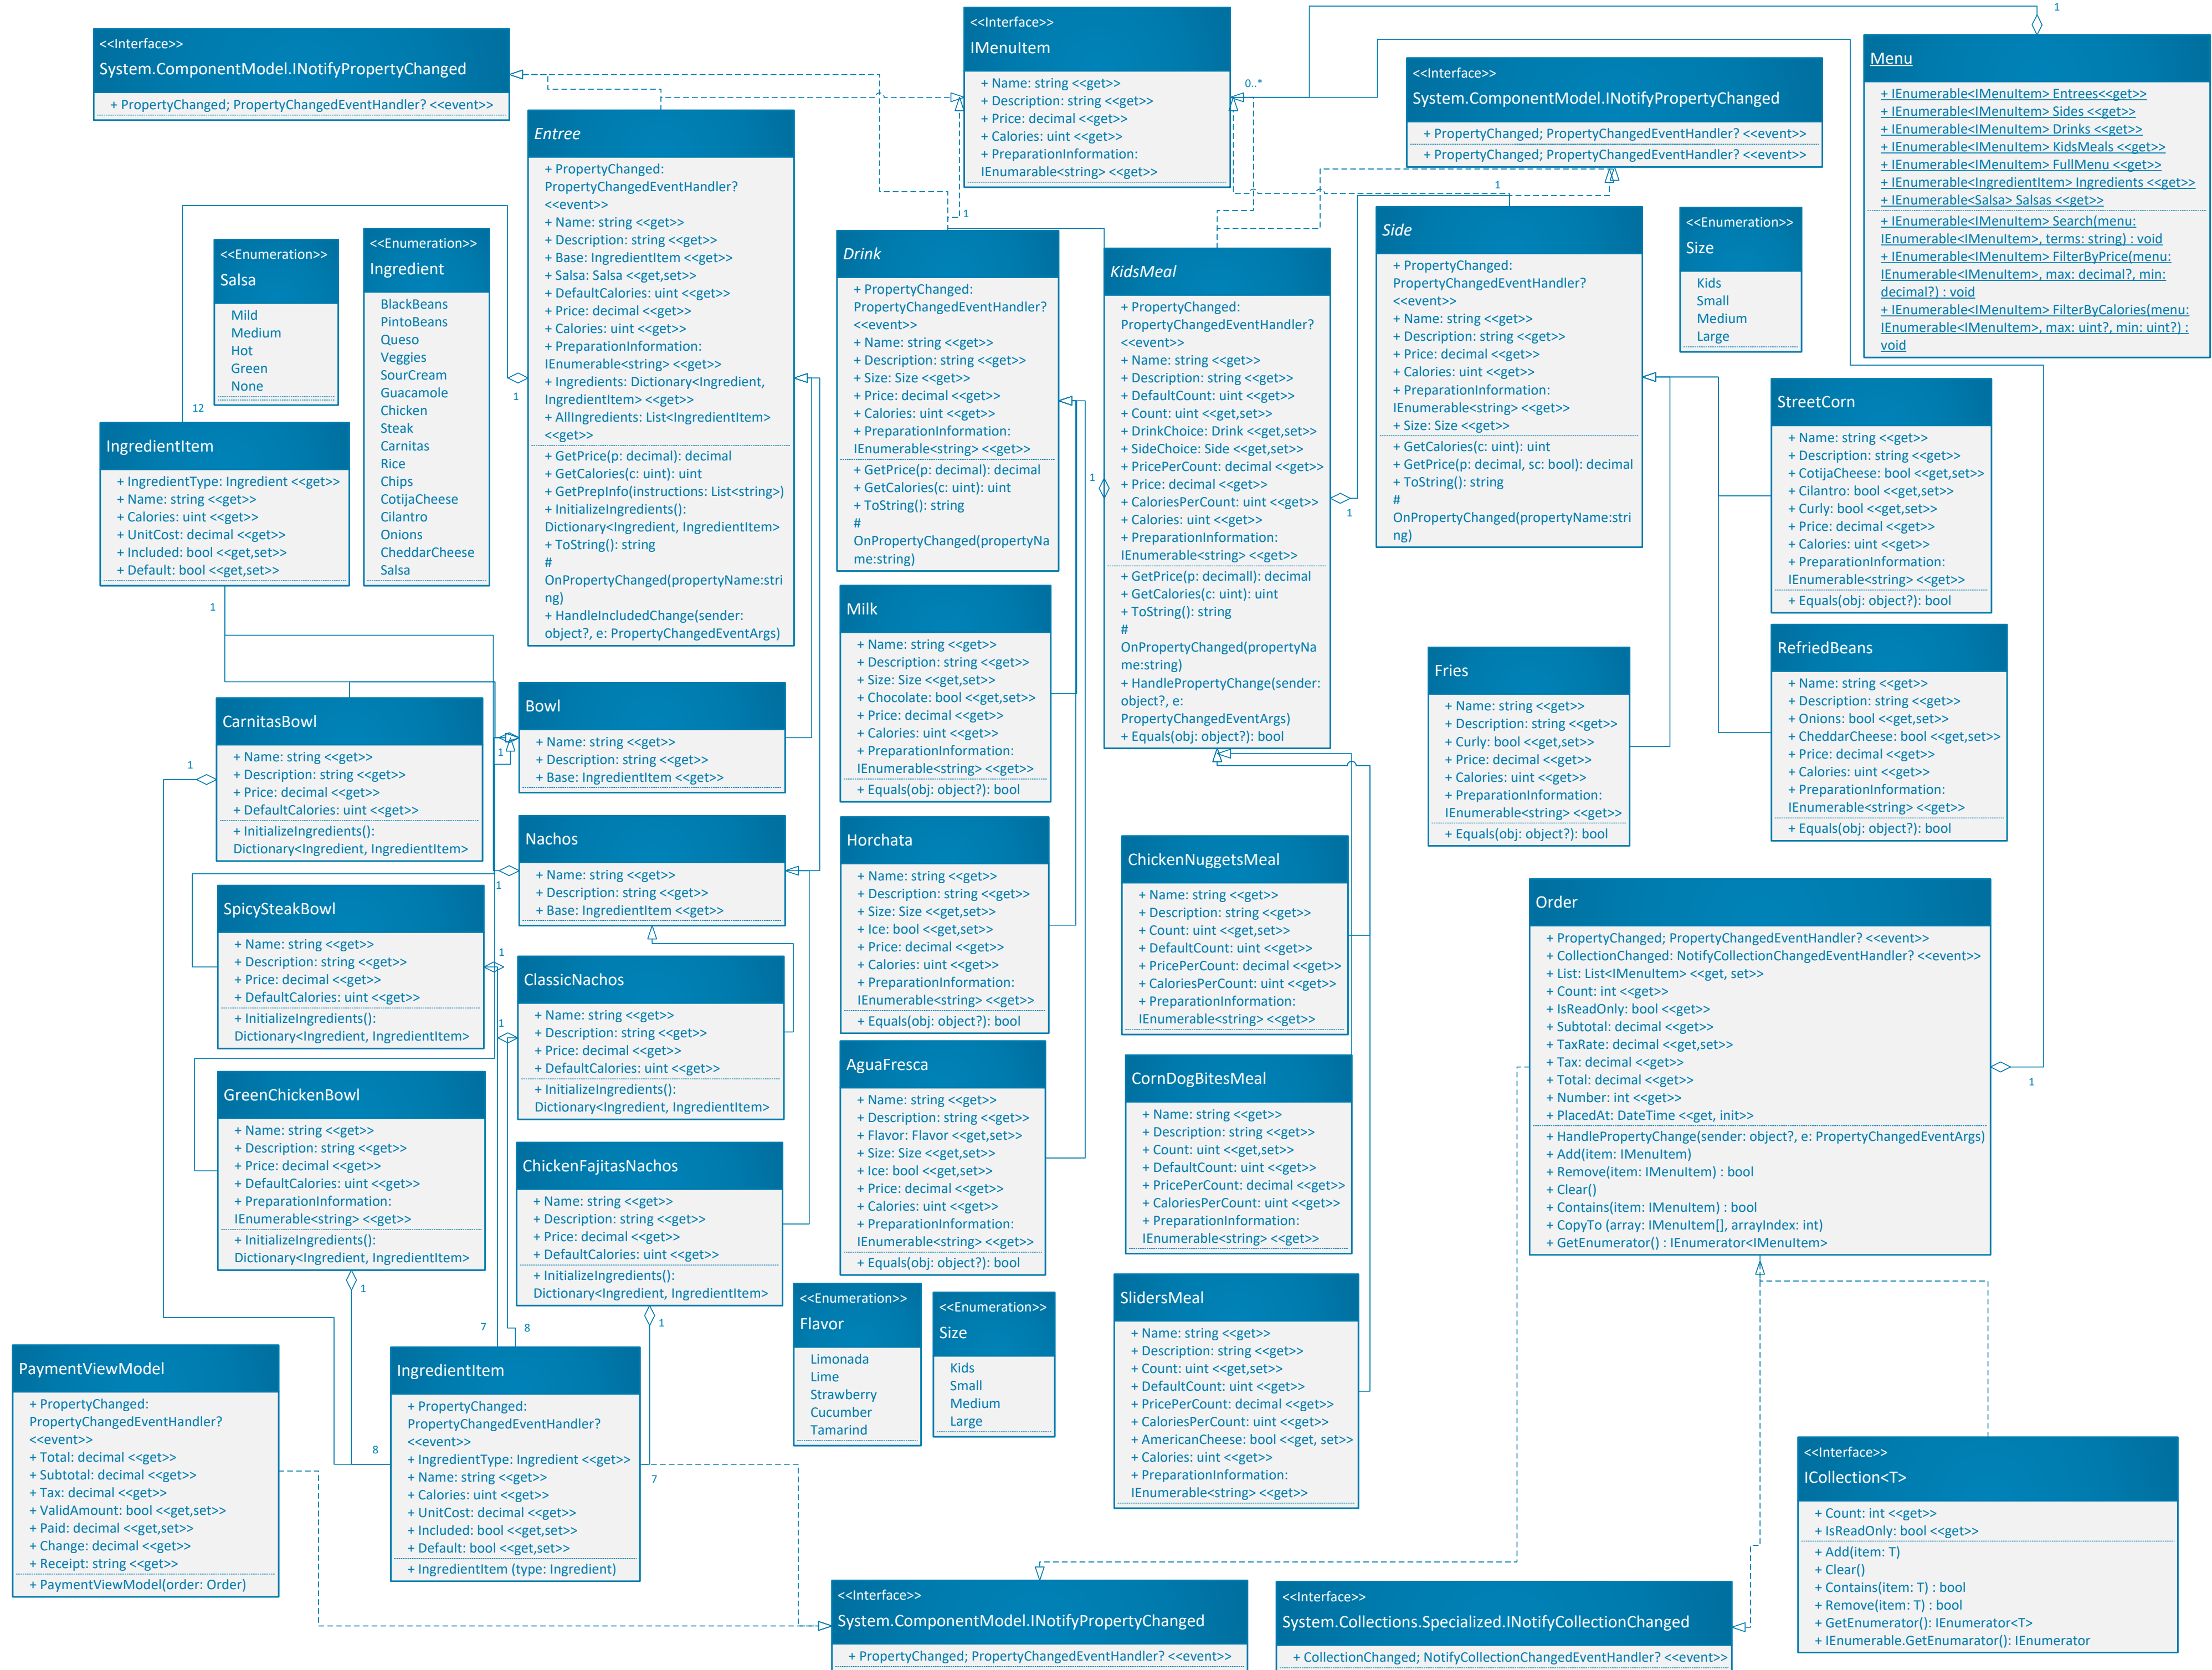 <<Interface>>
System.ComponentModel.INotifyPropertyChanged
+ PropertyChanged; PropertyChangedEventHandler? <<event>>
<<Interface>>
IMenuItem
+ Name: string <<get>>
+ Description: string <<get>>
+ Price: decimal <<get>>
+ Calories: uint <<get>>
+ PreparationInformation:
IEnumarable<string> <<get>>
0..*
<<Interface>>
System.ComponentModel.INotifyPropertyChanged
+ PropertyChanged; PropertyChangedEventHandler? <<event>>
+ PropertyChanged; PropertyChangedEventHandler? <<event>>
1
Menu
+ IEnumerable<IMenuItem> Entrees<<get>>
+ IEnumerable<IMenuItem> Sides <<get>>
+ IEnumerable<IMenuItem> Drinks <<get>>
+ IEnumerable<IMenuItem> KidsMeals <<get>>
+ IEnumerable<IMenuItem> FullMenu <<get>>
+ IEnumerable<IngredientItem> Ingredients <<get>>
+ IEnumerable<Salsa> Salsas <<get>>
+ IEnumerable<IMenuItem> Search(menu:
IEnumerable<IMenuItem>, terms: string) : void
+ IEnumerable<IMenuItem> FilterByPrice(menu:
IEnumerable<IMenuItem>, max: decimal?, min:
decimal?) : void
+ IEnumerable<IMenuItem> FilterByCalories(menu:
IEnumerable<IMenuItem>, max: uint?, min: uint?) :
void
Entree
+ PropertyChanged:
PropertyChangedEventHandler?
<<event>>
+ Name: string <<get>>
+ Description: string <<get>>
+ Base: IngredientItem <<get>>
+ Salsa: Salsa <<get,set>>
+ DefaultCalories: uint <<get>>
+ Price: decimal <<get>>
+ Calories: uint <<get>>
+ PreparationInformation:
IEnumerable<string> <<get>>
+ Ingredients: Dictionary<Ingredient,
IngredientItem> <<get>>
+ AllIngredients: List<IngredientItem>
<<get>>
+ GetPrice(p: decimal): decimal
+ GetCalories(c: uint): uint
+ GetPrepInfo(instructions: List<string>)
+ InitializeIngredients():
Dictionary<Ingredient, IngredientItem>
+ ToString(): string
#
OnPropertyChanged(propertyName:stri
ng)
+ HandleIncludedChange(sender:
object?, e: PropertyChangedEventArgs)
1
12
<<Enumeration>>
Salsa
Mild
Medium
Hot
Green
None
<<Enumeration>>
Ingredient
BlackBeans
PintoBeans
Queso
Veggies
SourCream
Guacamole
Chicken
Steak
Carnitas
Rice
Chips
CotijaCheese
Cilantro
Onions
CheddarCheese
Salsa
IngredientItem
+ IngredientType: Ingredient <<get>>
+ Name: string <<get>>
+ Calories: uint <<get>>
+ UnitCost: decimal <<get>>
+ Included: bool <<get,set>>
+ Default: bool <<get,set>>
1
1
Drink
+ PropertyChanged:
PropertyChangedEventHandler?
<<event>>
+ Name: string <<get>>
+ Description: string <<get>>
+ Size: Size <<get>>
+ Price: decimal <<get>>
+ Calories: uint <<get>>
+ PreparationInformation:
IEnumerable<string> <<get>>
+ GetPrice(p: decimal): decimal
+ GetCalories(c: uint): uint
+ ToString(): string
#
OnPropertyChanged(propertyNa
me:string)
1
KidsMeal
+ PropertyChanged:
PropertyChangedEventHandler?
<<event>>
+ Name: string <<get>>
+ Description: string <<get>>
+ DefaultCount: uint <<get>>
+ Count: uint <<get,set>>
+ DrinkChoice: Drink <<get,set>>
+ SideChoice: Side <<get,set>>
+ PricePerCount: decimal <<get>>
+ Price: decimal <<get>>
+ CaloriesPerCount: uint <<get>>
+ Calories: uint <<get>>
+ PreparationInformation:
IEnumerable<string> <<get>>
+ GetPrice(p: decimall): decimal
+ GetCalories(c: uint): uint
+ ToString(): string
#
OnPropertyChanged(propertyNa
me:string)
+ HandlePropertyChange(sender:
object?, e:
PropertyChangedEventArgs)
+ Equals(obj: object?): bool
1
1
Side
+ PropertyChanged:
PropertyChangedEventHandler?
<<event>>
+ Name: string <<get>>
+ Description: string <<get>>
+ Price: decimal <<get>>
+ Calories: uint <<get>>
+ PreparationInformation:
IEnumerable<string> <<get>>
+ Size: Size <<get>>
+ GetCalories(c: uint): uint
+ GetPrice(p: decimal, sc: bool): decimal
+ ToString(): string
#
OnPropertyChanged(propertyName:stri
ng)
<<Enumeration>>
Size
Kids
Small
Medium
Large
StreetCorn
+ Name: string <<get>>
+ Description: string <<get>>
+ CotijaCheese: bool <<get,set>>
+ Cilantro: bool <<get,set>>
+ Curly: bool <<get,set>>
+ Price: decimal <<get>>
+ Calories: uint <<get>>
+ PreparationInformation:
IEnumerable<string> <<get>>
+ Equals(obj: object?): bool
RefriedBeans
+ Name: string <<get>>
+ Description: string <<get>>
+ Onions: bool <<get,set>>
+ CheddarCheese: bool <<get,set>>
+ Price: decimal <<get>>
+ Calories: uint <<get>>
+ PreparationInformation:
IEnumerable<string> <<get>>
+ Equals(obj: object?): bool
Fries
+ Name: string <<get>>
+ Description: string <<get>>
+ Curly: bool <<get,set>>
+ Price: decimal <<get>>
+ Calories: uint <<get>>
+ PreparationInformation:
IEnumerable<string> <<get>>
+ Equals(obj: object?): bool
Milk
+ Name: string <<get>>
+ Description: string <<get>>
+ Size: Size <<get,set>>
+ Chocolate: bool <<get,set>>
+ Price: decimal <<get>>
+ Calories: uint <<get>>
+ PreparationInformation:
IEnumerable<string> <<get>>
+ Equals(obj: object?): bool
CarnitasBowl
+ Name: string <<get>>
+ Description: string <<get>>
+ Price: decimal <<get>>
+ DefaultCalories: uint <<get>>
+ InitializeIngredients():
Dictionary<Ingredient, IngredientItem>
1
Bowl
+ Name: string <<get>>
+ Description: string <<get>>
+ Base: IngredientItem <<get>>
1
Nachos
+ Name: string <<get>>
+ Description: string <<get>>
+ Base: IngredientItem <<get>>
1
Horchata
+ Name: string <<get>>
+ Description: string <<get>>
+ Size: Size <<get,set>>
+ Ice: bool <<get,set>>
+ Price: decimal <<get>>
+ Calories: uint <<get>>
+ PreparationInformation:
IEnumerable<string> <<get>>
+ Equals(obj: object?): bool
ChickenNuggetsMeal
+ Name: string <<get>>
+ Description: string <<get>>
+ Count: uint <<get,set>>
+ DefaultCount: uint <<get>>
+ PricePerCount: decimal <<get>>
+ CaloriesPerCount: uint <<get>>
+ PreparationInformation:
IEnumerable<string> <<get>>
SpicySteakBowl
+ Name: string <<get>>
+ Description: string <<get>>
+ Price: decimal <<get>>
+ DefaultCalories: uint <<get>>
+ InitializeIngredients():
Dictionary<Ingredient, IngredientItem>
1
ClassicNachos
+ Name: string <<get>>
+ Description: string <<get>>
+ Price: decimal <<get>>
+ DefaultCalories: uint <<get>>
+ InitializeIngredients():
Dictionary<Ingredient, IngredientItem>
1
Order
+ PropertyChanged; PropertyChangedEventHandler? <<event>>
+ CollectionChanged: NotifyCollectionChangedEventHandler? <<event>>
+ List: List<IMenuItem> <<get, set>>
+ Count: int <<get>>
+ IsReadOnly: bool <<get>>
+ Subtotal: decimal <<get>>
+ TaxRate: decimal <<get,set>>
+ Tax: decimal <<get>>
+ Total: decimal <<get>>
+ Number: int <<get>>
+ PlacedAt: DateTime <<get, init>>
+ HandlePropertyChange(sender: object?, e: PropertyChangedEventArgs)
+ Add(item: IMenuItem)
+ Remove(item: IMenuItem) : bool
+ Clear()
+ Contains(item: IMenuItem) : bool
+ CopyTo (array: IMenuItem[], arrayIndex: int)
+ GetEnumerator() : IEnumerator<IMenuItem>
1
GreenChickenBowl
+ Name: string <<get>>
+ Description: string <<get>>
+ Price: decimal <<get>>
+ DefaultCalories: uint <<get>>
+ PreparationInformation:
IEnumerable<string> <<get>>
+ InitializeIngredients():
Dictionary<Ingredient, IngredientItem>
1
ChickenFajitasNachos
+ Name: string <<get>>
+ Description: string <<get>>
+ Price: decimal <<get>>
+ DefaultCalories: uint <<get>>
+ InitializeIngredients():
Dictionary<Ingredient, IngredientItem>
1
AguaFresca
+ Name: string <<get>>
+ Description: string <<get>>
+ Flavor: Flavor <<get,set>>
+ Size: Size <<get,set>>
+ Ice: bool <<get,set>>
+ Price: decimal <<get>>
+ Calories: uint <<get>>
+ PreparationInformation:
IEnumerable<string> <<get>>
+ Equals(obj: object?): bool
CornDogBitesMeal
+ Name: string <<get>>
+ Description: string <<get>>
+ Count: uint <<get,set>>
+ DefaultCount: uint <<get>>
+ PricePerCount: decimal <<get>>
+ CaloriesPerCount: uint <<get>>
+ PreparationInformation:
IEnumerable<string> <<get>>
<<Enumeration>>
Flavor
Limonada
Lime
Strawberry
Cucumber
Tamarind
<<Enumeration>>
Size
Kids
Small
Medium
Large
SlidersMeal
+ Name: string <<get>>
+ Description: string <<get>>
+ Count: uint <<get,set>>
+ DefaultCount: uint <<get>>
+ PricePerCount: decimal <<get>>
+ CaloriesPerCount: uint <<get>>
+ AmericanCheese: bool <<get, set>>
+ Calories: uint <<get>>
+ PreparationInformation:
IEnumerable<string> <<get>>
PaymentViewModel
+ PropertyChanged:
PropertyChangedEventHandler?
<<event>>
+ Total: decimal <<get>>
+ Subtotal: decimal <<get>>
+ Tax: decimal <<get>>
+ ValidAmount: bool <<get,set>>
+ Paid: decimal <<get,set>>
+ Change: decimal <<get>>
+ Receipt: string <<get>>
+ PaymentViewModel(order: Order)
7
8
8
7
IngredientItem
+ PropertyChanged:
PropertyChangedEventHandler?
<<event>>
+ IngredientType: Ingredient <<get>>
+ Name: string <<get>>
+ Calories: uint <<get>>
+ UnitCost: decimal <<get>>
+ Included: bool <<get,set>>
+ Default: bool <<get,set>>
+ IngredientItem (type: Ingredient)
<<Interface>>
ICollection<T>
+ Count: int <<get>>
+ IsReadOnly: bool <<get>>
+ Add(item: T)
+ Clear()
+ Contains(item: T) : bool
+ Remove(item: T) : bool
+ GetEnumerator(): IEnumerator<T>
+ IEnumerable.GetEnumarator(): IEnumerator
<<Interface>>
System.ComponentModel.INotifyPropertyChanged
+ PropertyChanged; PropertyChangedEventHandler? <<event>>
<<Interface>>
System.Collections.Specialized.INotifyCollectionChanged
+ CollectionChanged; NotifyCollectionChangedEventHandler? <<event>>